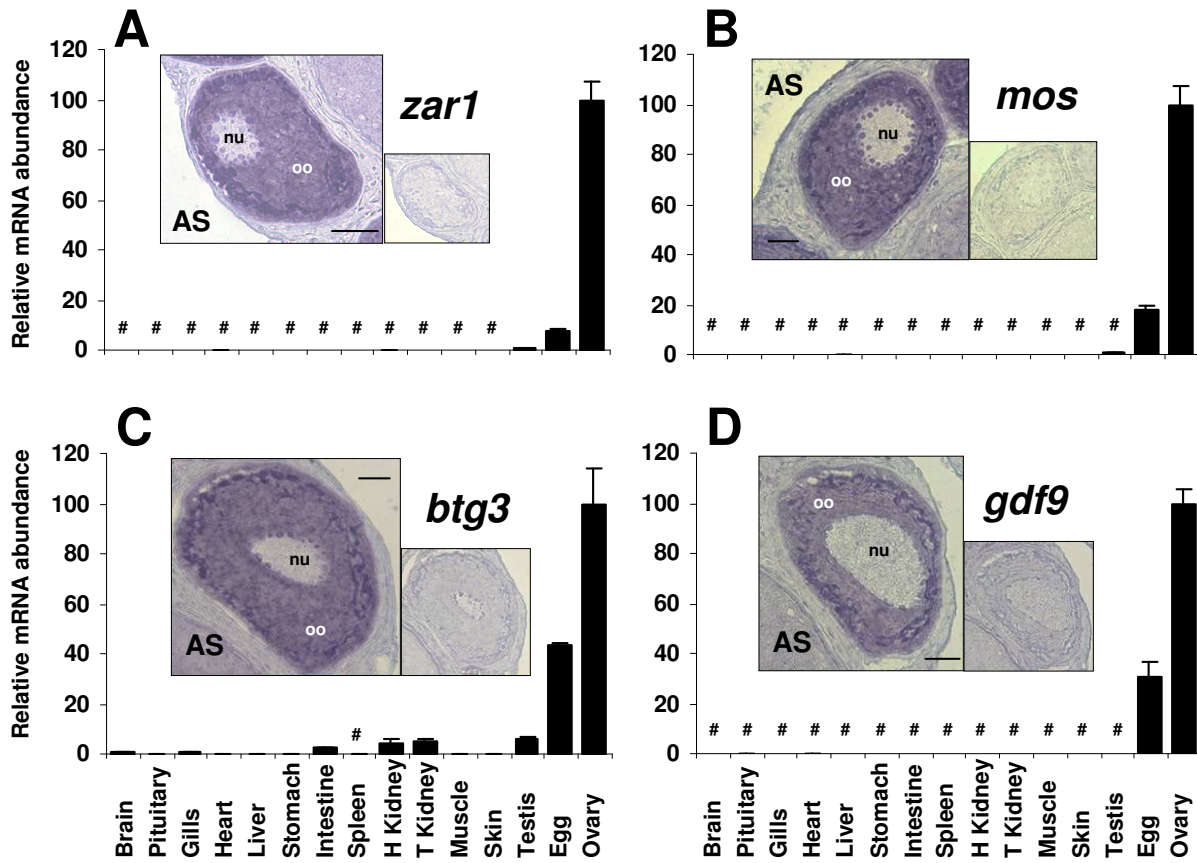 A
120
100
80
60
40
20
0
Relative mRNA abundance
zar1
nu
oo
AS
# # # # # # # # # # # #
B
120
100
80
60
40
20
0
AS
mos
nu
oo
# # # # # # # # # # # # #
C
120
100
80
60
40
20
0
Relative mRNA abundance
btg3
nu
oo
AS
#
Brain
Pituitary
Gills
Heart
Liver
Stomach
Intestine
Spleen
H Kidney
T Kidney
Muscle
Skin
Testis
Egg
Ovary
D
120
100
80
60
40
20
0
gdf9
oo
nu
AS
# # # # # # # # # # # # #
Brain
Pituitary
Gills
Heart
Liver
Stomach
Intestine
Spleen
H Kidney
T Kidney
Muscle
Skin
Testis
Egg
Ovary